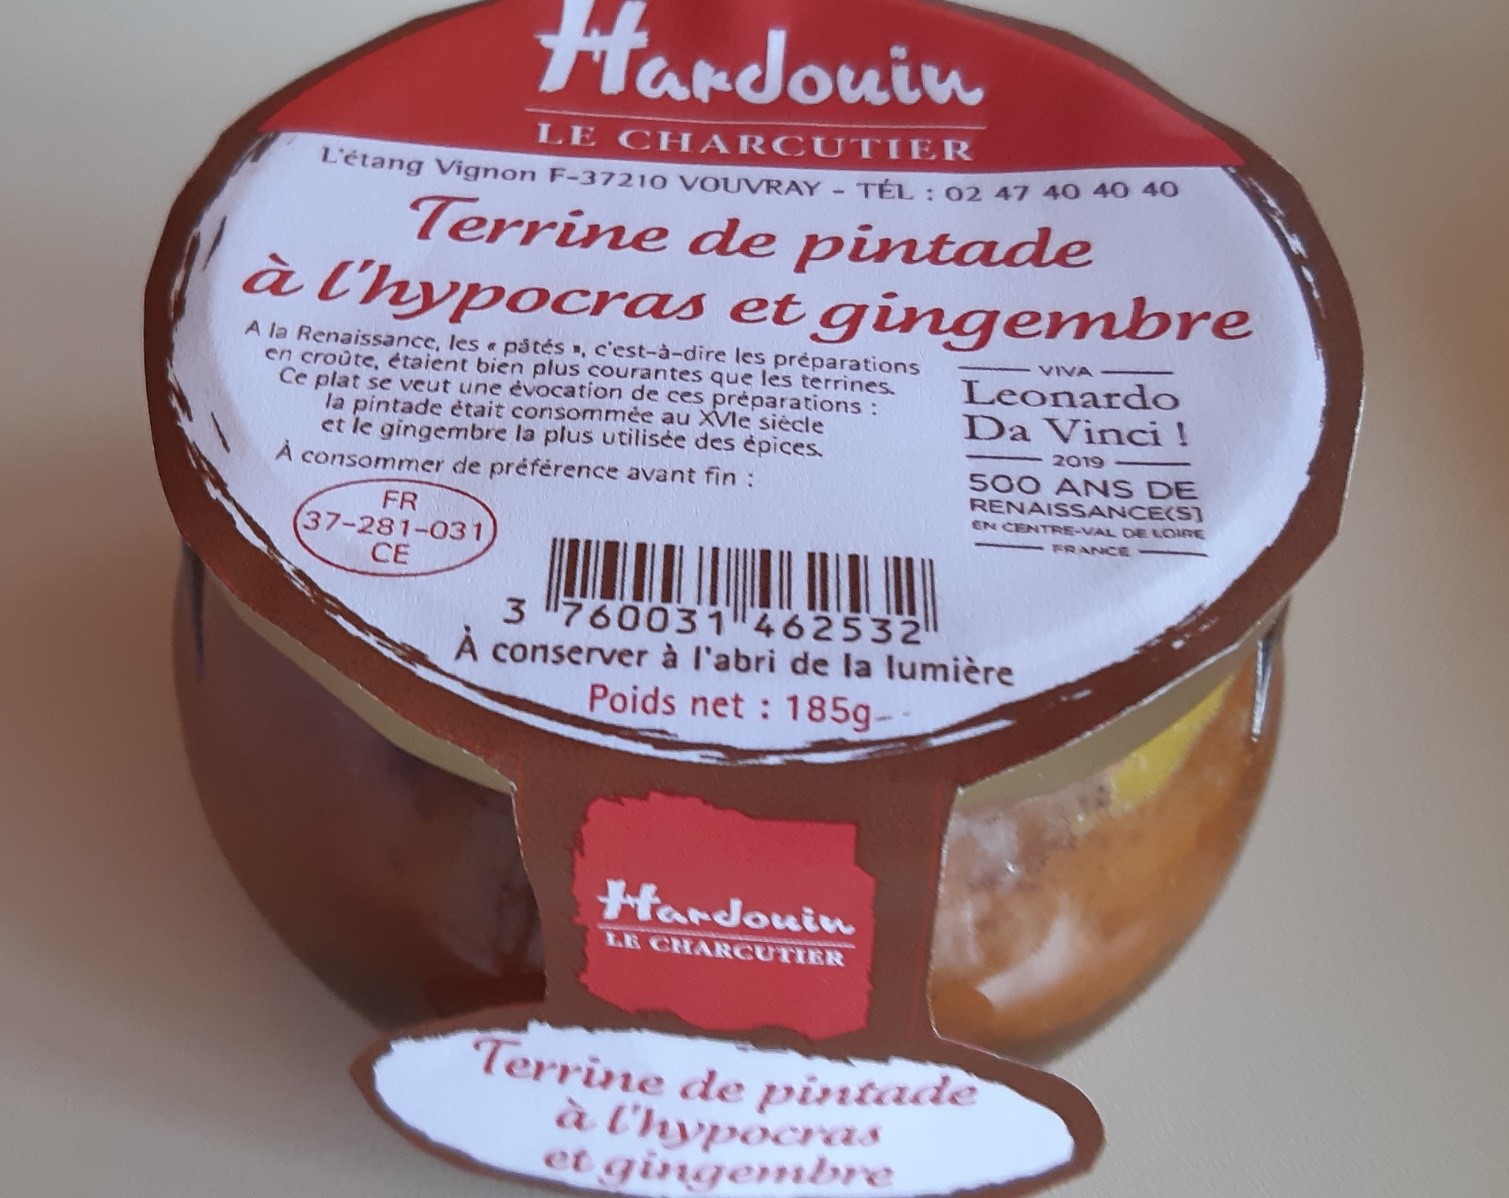 Hardouin
LE CHARCUTIER
L'étang Vignon F-37210 VOUVRAY - TÉL : 02 47 40 40 40
Terrine de pintade
à l'hypocras et gingembre
A la Renaissance, les « pâtés », c'est-à-dire les préparations
en croûte, étaient bien plus courantes que les terrines.
Ce plat se veut une évocation de ces préparations :
la pintade était consommée au XVIe siècle
et le gingembre la plus utilisée des épices.
À consommer de préférence avant fin :
VIVA
Leonardo
Da Vinci !
2019
500 ANS DE
RENAISSANCE(S)
EN CENTRE-VAL DE LOIRE
FRANCE
FR
37-281-031
CE
3 760031 462532
À conserver à l'abri de la lumière
Poids net : 185g
Hardouin
LE CHARCUTIER
Terrine de pintade
à l'hypocras
et gingembre